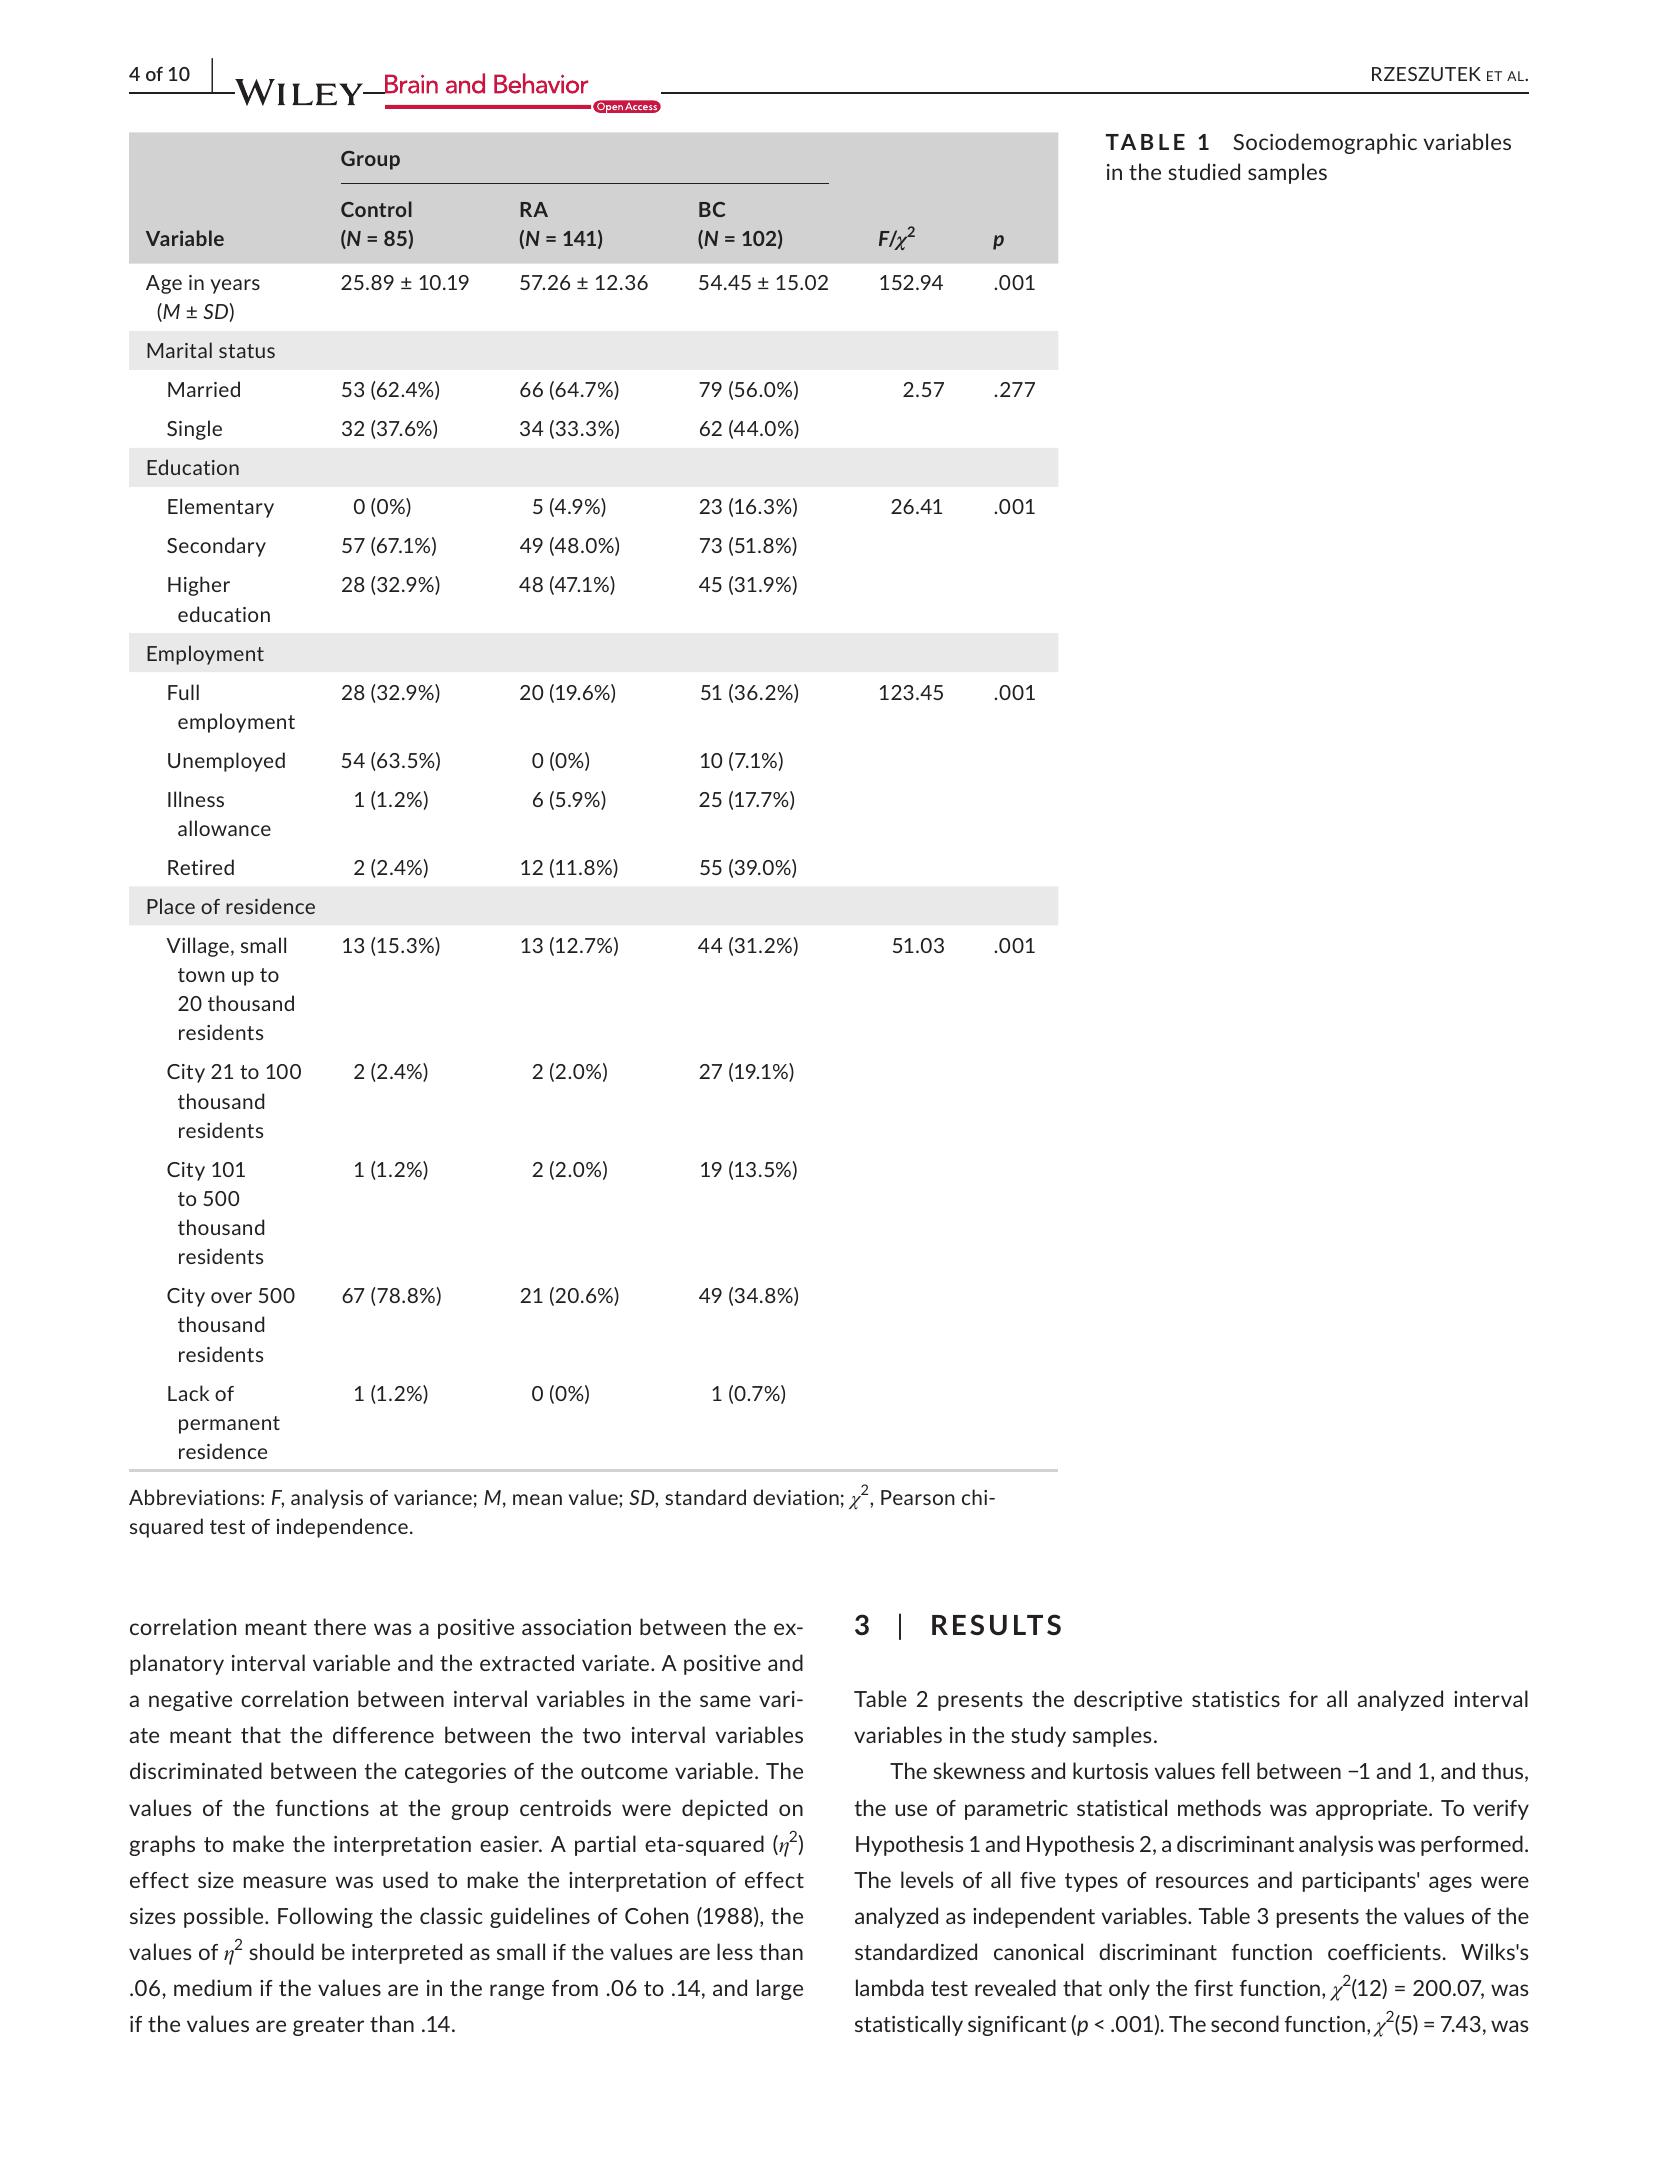 4 of 10
WILEY
Brain and Behavior
Open Access
RZESZUTEK ET AL.
TABLE 1 Sociodemographic variables
in the studied samples
Group
Control RA BC
Variable (N = 85) (N = 141) (N = 102) F/χ² p
Age in years 25.89 ± 10.19 57.26 ± 12.36 54.45 ± 15.02 152.94 .001
(M ± SD)
Marital status
Married 53 (62.4%) 66 (64.7%) 79 (56.0%) 2.57 .277
Single 32 (37.6%) 34 (33.3%) 62 (44.0%)
Education
Elementary 0 (0%) 5 (4.9%) 23 (16.3%) 26.41 .001
Secondary 57 (67.1%) 49 (48.0%) 73 (51.8%)
Higher 28 (32.9%) 48 (47.1%) 45 (31.9%)
education
Employment
Full 28 (32.9%) 20 (19.6%) 51 (36.2%) 123.45 .001
employment
Unemployed 54 (63.5%) 0 (0%) 10 (7.1%)
Illness 1 (1.2%) 6 (5.9%) 25 (17.7%)
allowance
Retired 2 (2.4%) 12 (11.8%) 55 (39.0%)
Place of residence
Village, small 13 (15.3%) 13 (12.7%) 44 (31.2%) 51.03 .001
town up to
20 thousand
residents
City 21 to 100 2 (2.4%) 2 (2.0%) 27 (19.1%)
thousand
residents
City 101 1 (1.2%) 2 (2.0%) 19 (13.5%)
to 500
thousand
residents
City over 500 67 (78.8%) 21 (20.6%) 49 (34.8%)
thousand
residents
Lack of 1 (1.2%) 0 (0%) 1 (0.7%)
permanent
residence
Abbreviations: F, analysis of variance; M, mean value; SD, standard deviation; χ², Pearson chi-
squared test of independence.
correlation meant there was a positive association between the ex-
planatory interval variable and the extracted variate. A positive and
a negative correlation between interval variables in the same vari-
ate meant that the difference between the two interval variables
discriminated between the categories of the outcome variable. The
values of the functions at the group centroids were depicted on
graphs to make the interpretation easier. A partial eta-squared (η²)
effect size measure was used to make the interpretation of effect
sizes possible. Following the classic guidelines of Cohen (1988), the
values of η² should be interpreted as small if the values are less than
.06, medium if the values are in the range from .06 to .14, and large
if the values are greater than .14.
3 | RESULTS
Table 2 presents the descriptive statistics for all analyzed interval
variables in the study samples.
The skewness and kurtosis values fell between −1 and 1, and thus,
the use of parametric statistical methods was appropriate. To verify
Hypothesis 1 and Hypothesis 2, a discriminant analysis was performed.
The levels of all five types of resources and participants' ages were
analyzed as independent variables. Table 3 presents the values of the
standardized canonical discriminant function coefficients. Wilks's
lambda test revealed that only the first function, χ²(12) = 200.07, was
statistically significant (p < .001). The second function, χ²(5) = 7.43, was